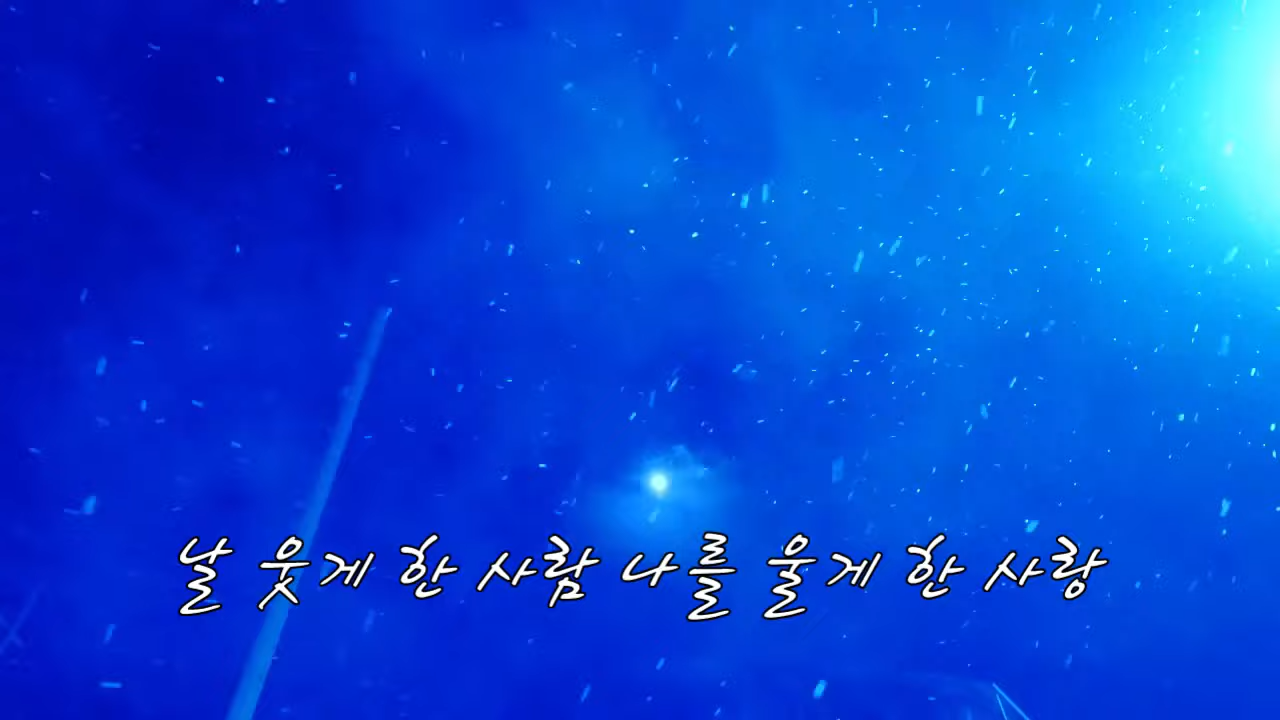 날 웃게 한 사람 나를 울게 한 사랑